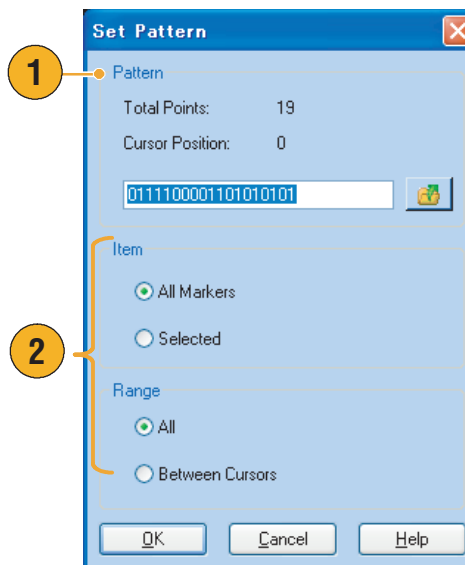 Set Pattern
1
Pattern
Total Points: 19
Cursor Position: 0
0111100001101010101
Item
All Markers
Selected
2
Range
All
Between Cursors
OK Cancel Help